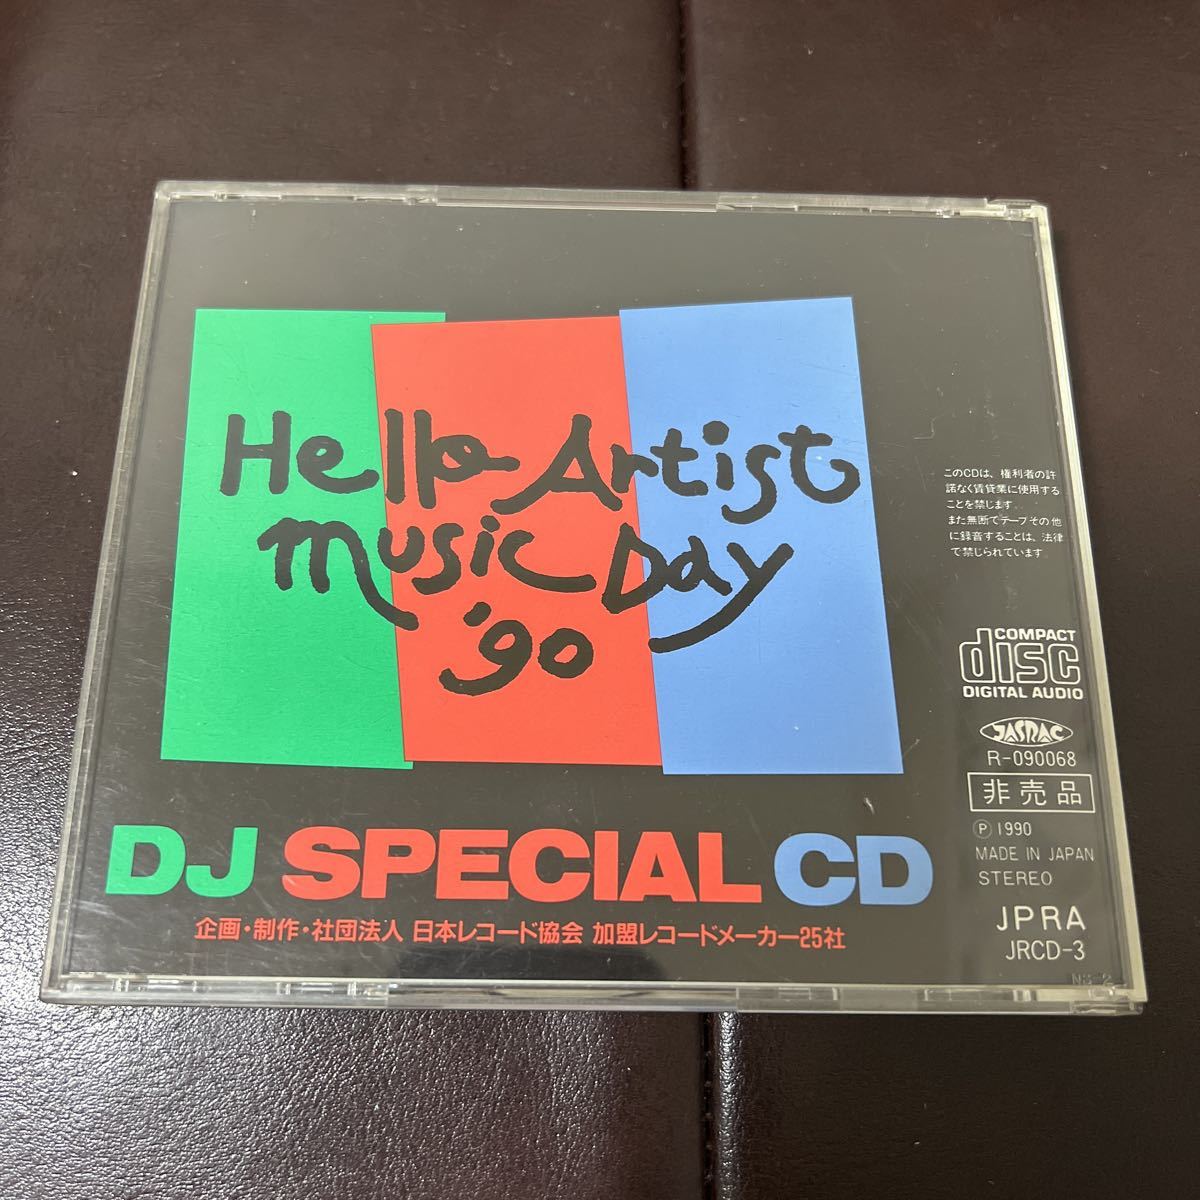 Hello Artist
music Day
'90
DJ SPECIAL CD
企画・制作・社団法人 日本レコード協会 加盟レコードメーカー25社
このCDは、権利者の許
諾なく賃貸業に使用する
ことを禁じます。
また無断でテープその他
に録音することは、法律
で禁じられています。
COMPACT
disc
DIGITAL AUDIO
JASRAC
R-090068
非売品
Ⓟ 1990
MADE IN JAPAN
STEREO
JPRA
JRCD-3